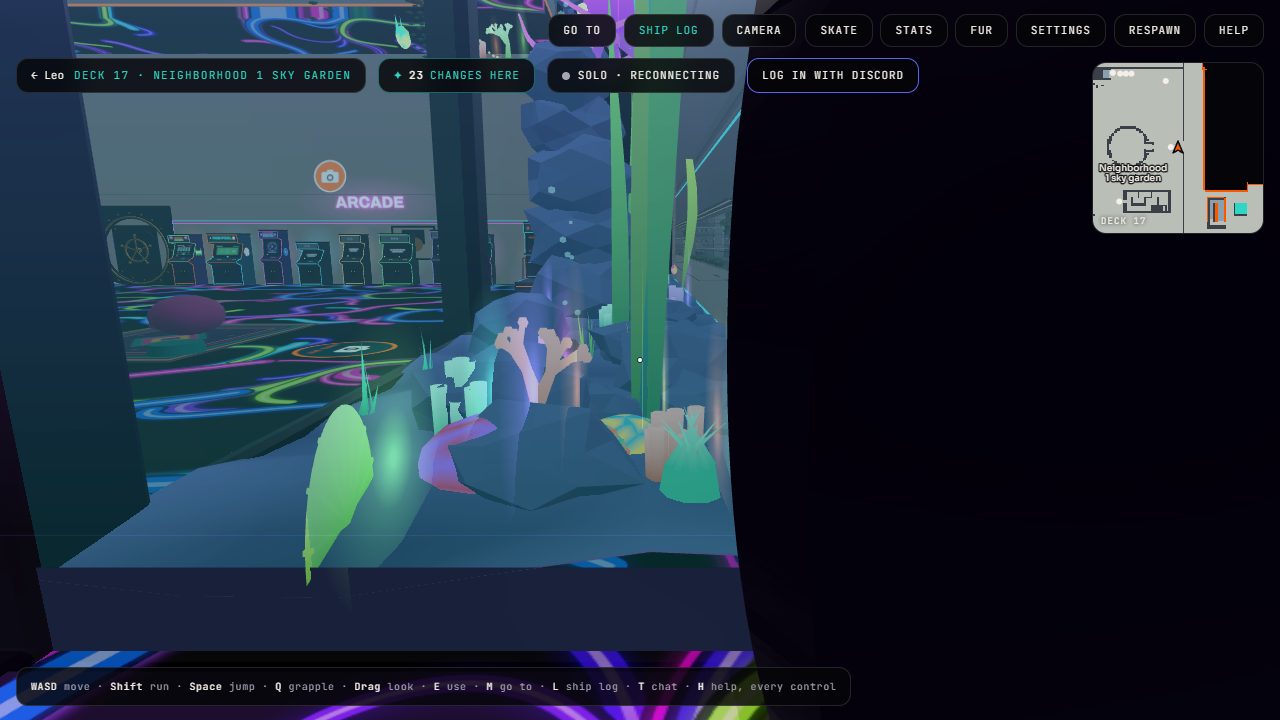 GO TO
SHIP LOG
CAMERA
SKATE
STATS
FUR
SETTINGS
RESPAWN
HELP
← Leo DECK 17 · NEIGHBORHOOD 1 SKY GARDEN
✦ 23 CHANGES HERE
SOLO · RECONNECTING
LOG IN WITH DISCORD
ARCADE
Neighborhood
1 sky garden
DECK 17
WASD move · Shift run · Space jump · Q grapple · Drag look · E use · M go to · L ship log · T chat · H help, every control